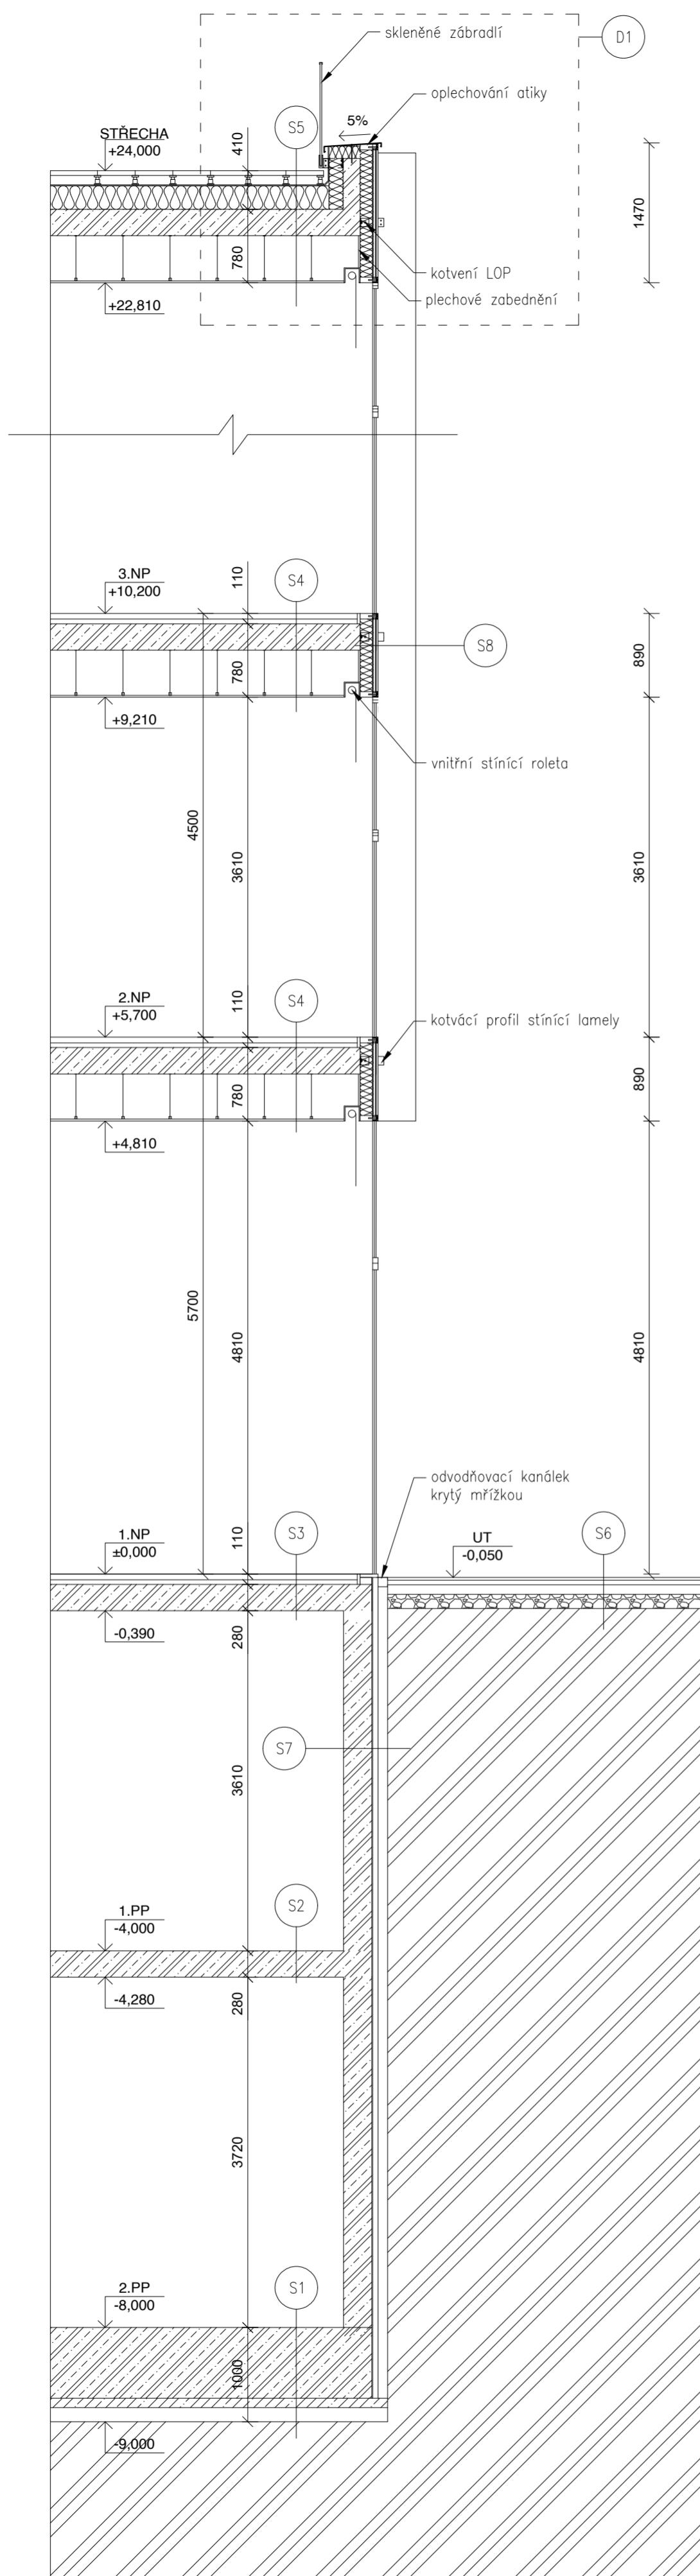 skleněné zábradlí
D1
oplechování atiky
5%
S5
STŘECHA
+24,000
410
1470
780
kotvení LOP
plechové zabednění
+22,810
3.NP
+10,200
110
S4
S8
890
780
+9,210
vnitřní stínící roleta
4500
3610
3610
2.NP
+5,700
110
S4
kotvácí profil stínící lamely
890
780
+4,810
5700
4810
4810
odvodňovací kanálek
krytý mřížkou
1.NP
±0,000
110
S3
UT
-0,050
S6
-0,390
280
S7
3610
1.PP
-4,000
S2
-4,280
280
3720
2.PP
-8,000
S1
1000
-9,000